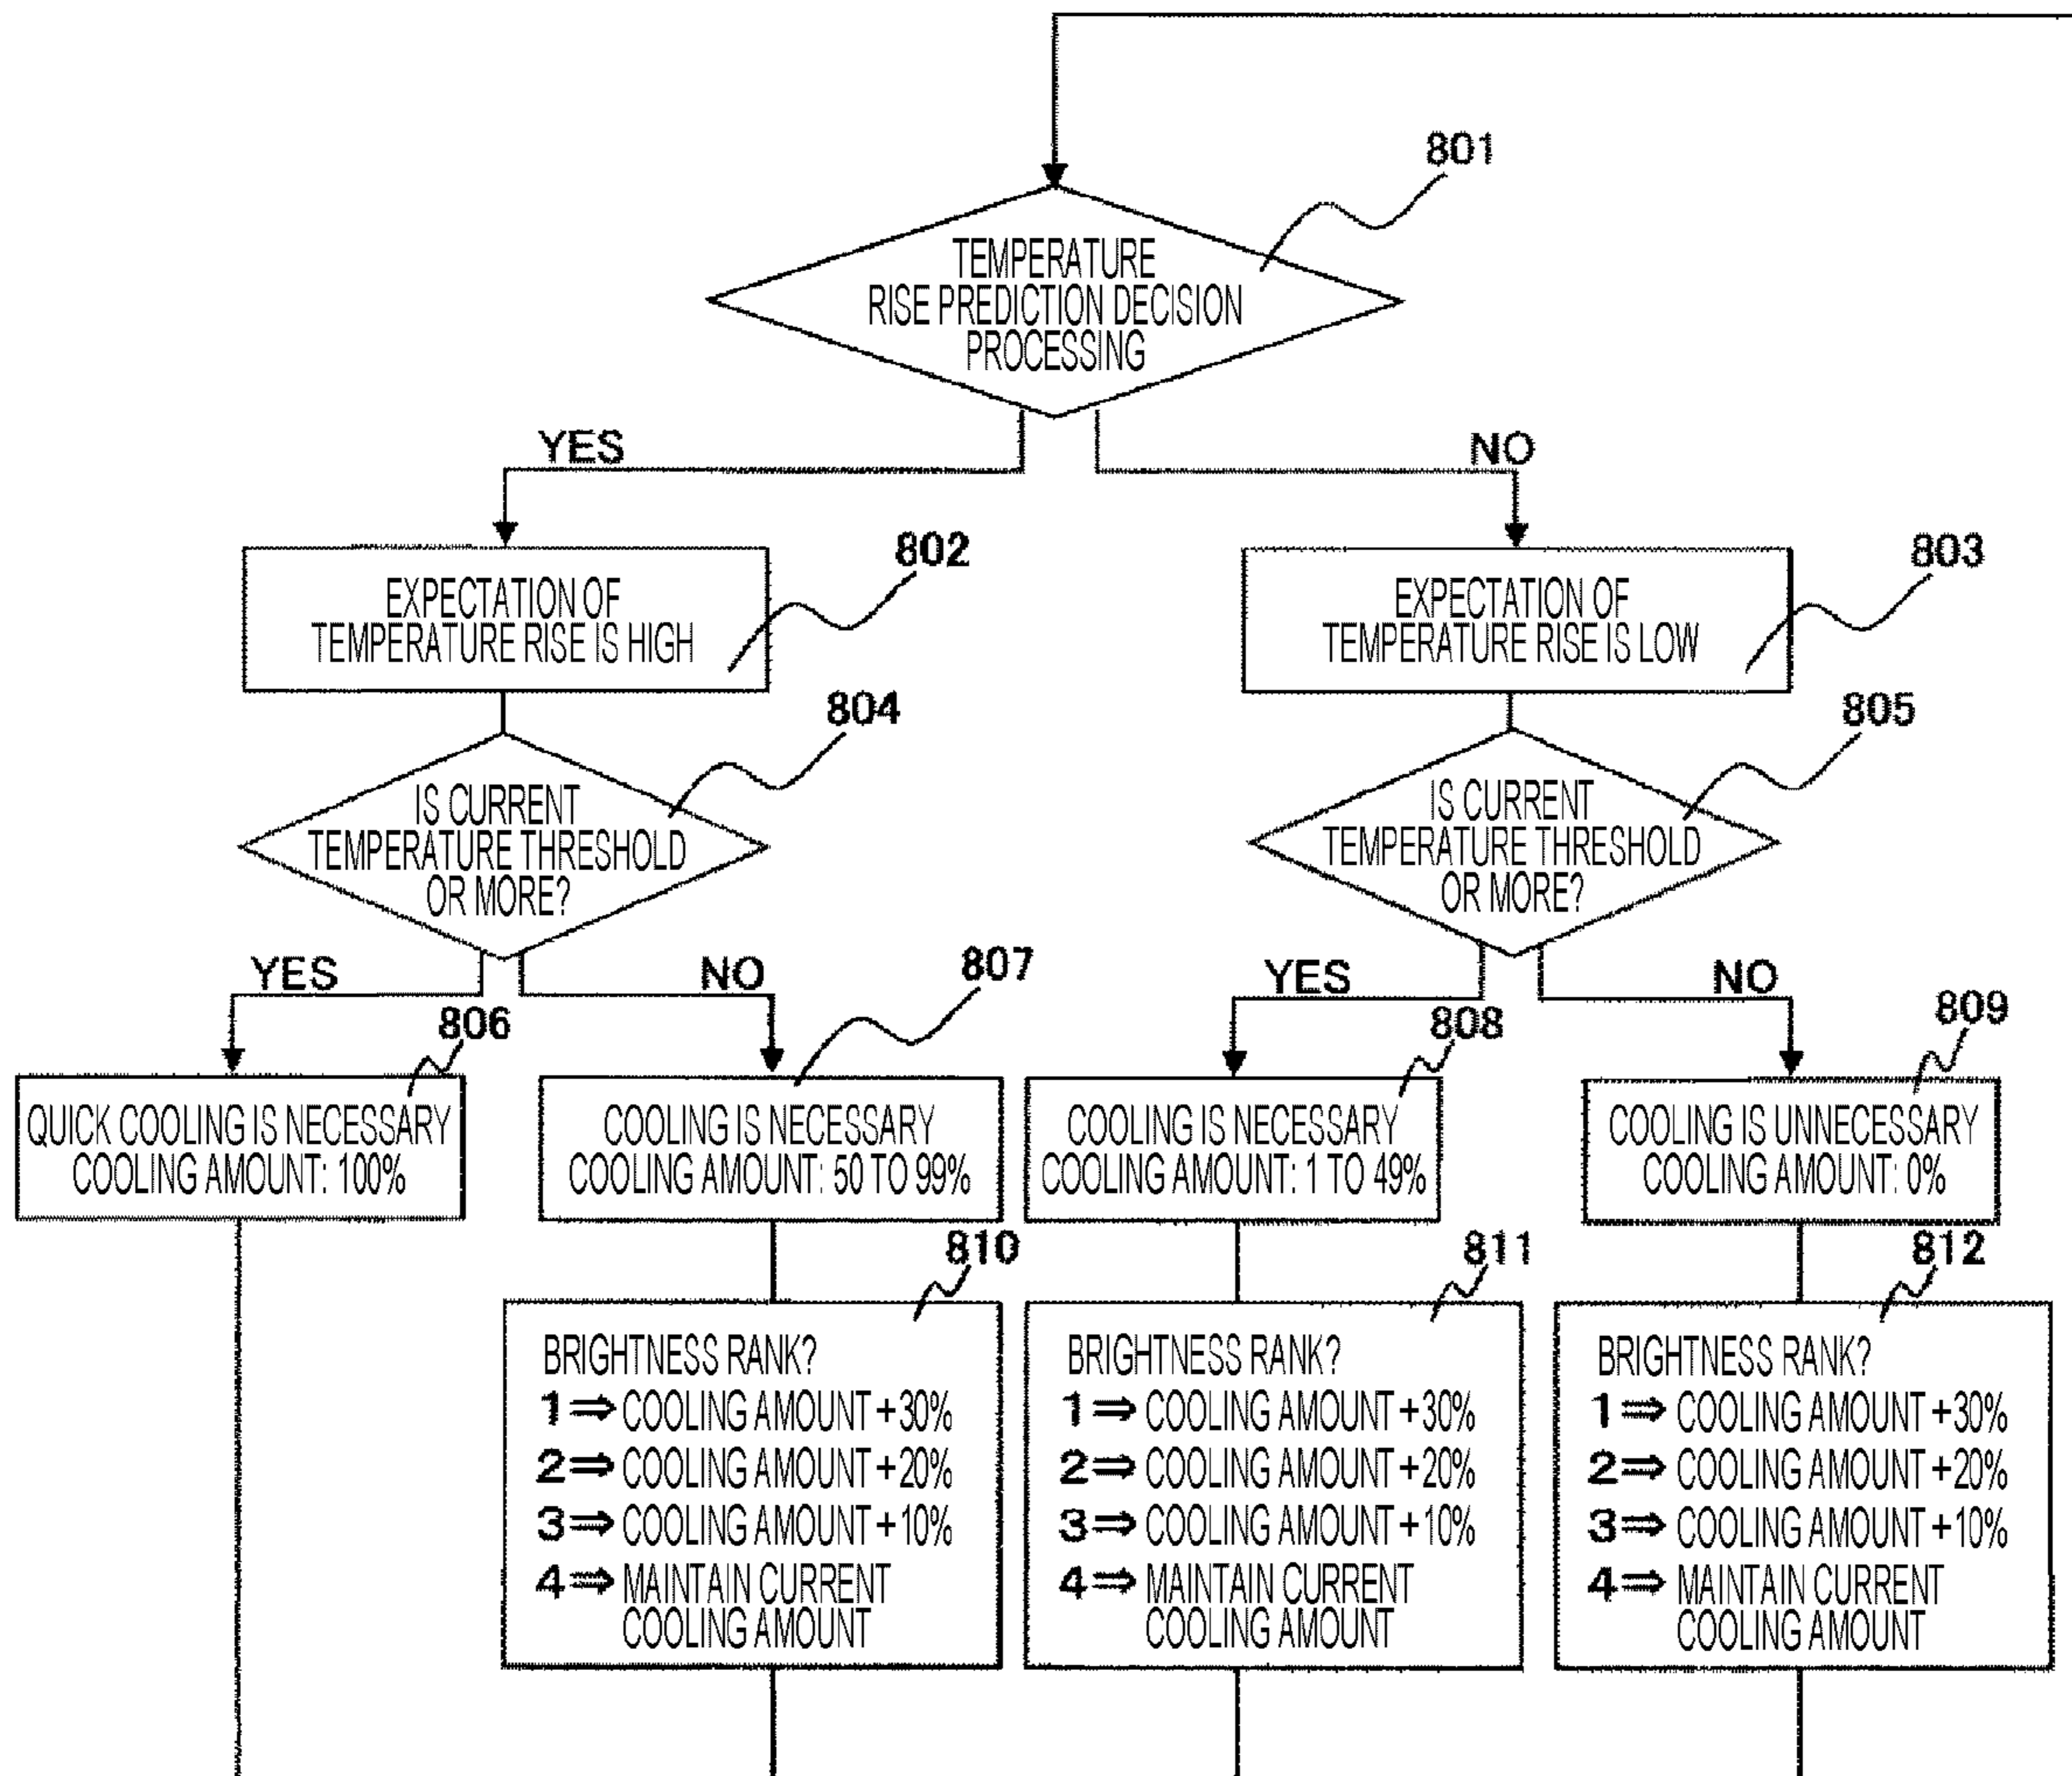 801
TEMPERATURE
RISE PREDICTION DECISION
PROCESSING
YES
NO
802
EXPECTATION OF
TEMPERATURE RISE IS HIGH
803
EXPECTATION OF
TEMPERATURE RISE IS LOW
804
IS CURRENT
TEMPERATURE THRESHOLD
OR MORE?
805
IS CURRENT
TEMPERATURE THRESHOLD
OR MORE?
YES
NO
YES
NO
806
QUICK COOLING IS NECESSARY
COOLING AMOUNT: 100%
807
COOLING IS NECESSARY
COOLING AMOUNT: 50 TO 99%
808
COOLING IS NECESSARY
COOLING AMOUNT: 1 TO 49%
809
COOLING IS UNNECESSARY
COOLING AMOUNT: 0%
810
BRIGHTNESS RANK?
1⇒ COOLING AMOUNT +30%
2⇒ COOLING AMOUNT +20%
3⇒ COOLING AMOUNT +10%
4⇒ MAINTAIN CURRENT
COOLING AMOUNT
811
BRIGHTNESS RANK?
1⇒ COOLING AMOUNT +30%
2⇒ COOLING AMOUNT +20%
3⇒ COOLING AMOUNT +10%
4⇒ MAINTAIN CURRENT
COOLING AMOUNT
812
BRIGHTNESS RANK?
1⇒ COOLING AMOUNT +30%
2⇒ COOLING AMOUNT +20%
3⇒ COOLING AMOUNT +10%
4⇒ MAINTAIN CURRENT
COOLING AMOUNT